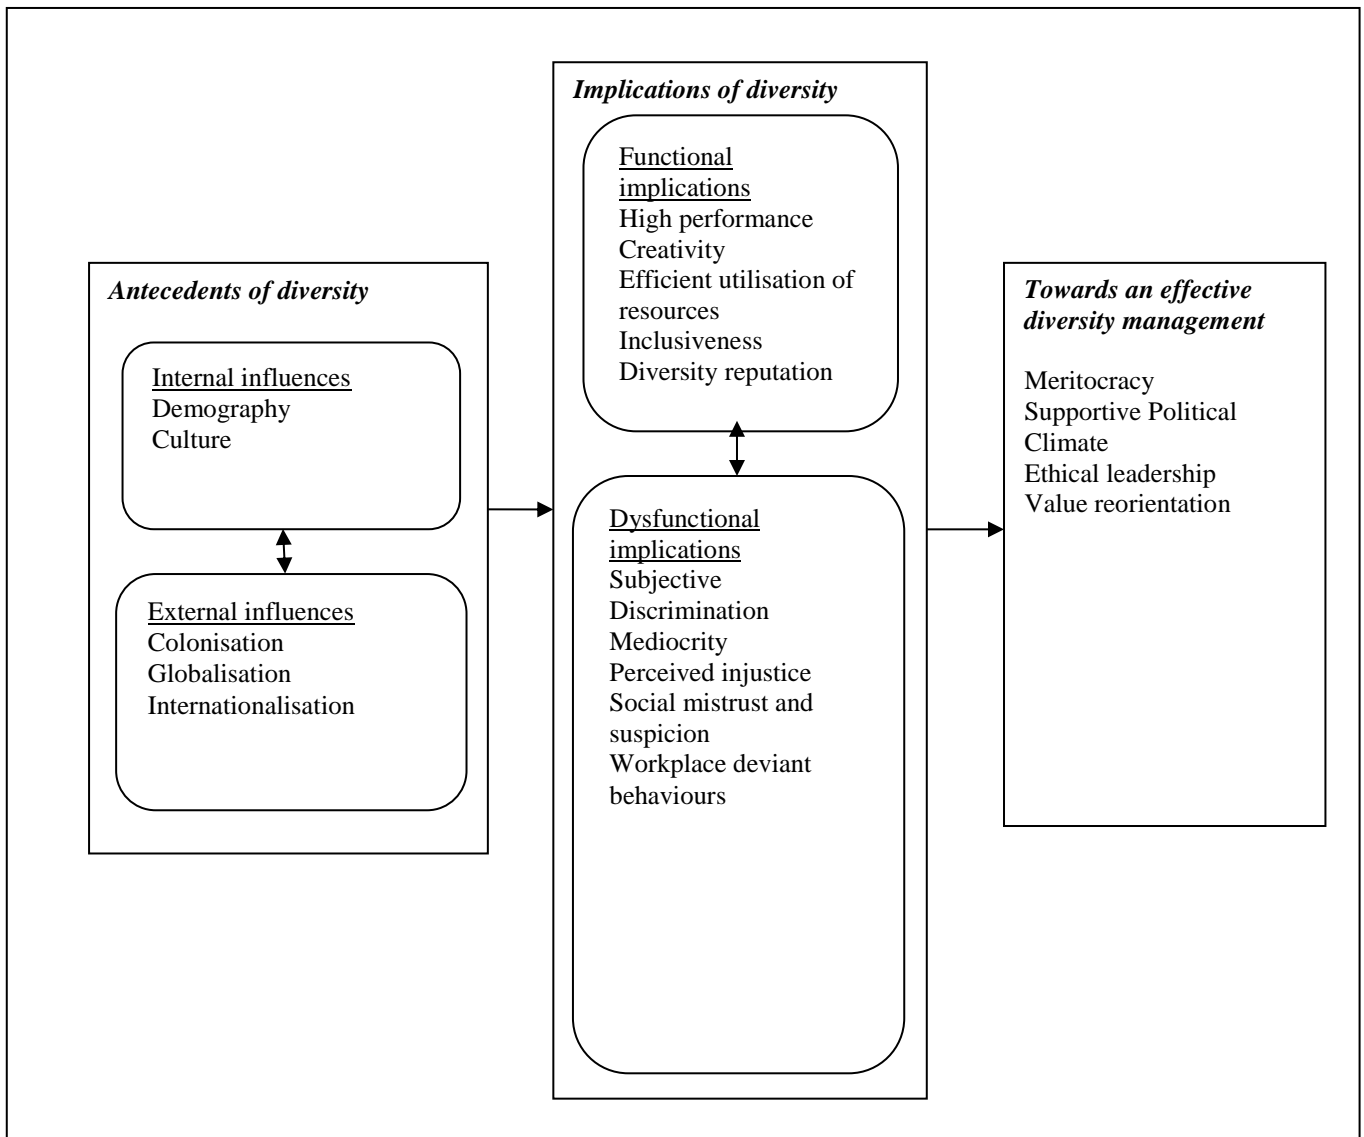 Antecedents of diversity
Internal influences
Demography
Culture
External influences
Colonisation
Globalisation
Internationalisation
Implications of diversity
Functional
implications
High performance
Creativity
Efficient utilisation of
resources
Inclusiveness
Diversity reputation
Dysfunctional
implications
Subjective
Discrimination
Mediocrity
Perceived injustice
Social mistrust and
suspicion
Workplace deviant
behaviours
Towards an effective
diversity management
Meritocracy
Supportive Political
Climate
Ethical leadership
Value reorientation